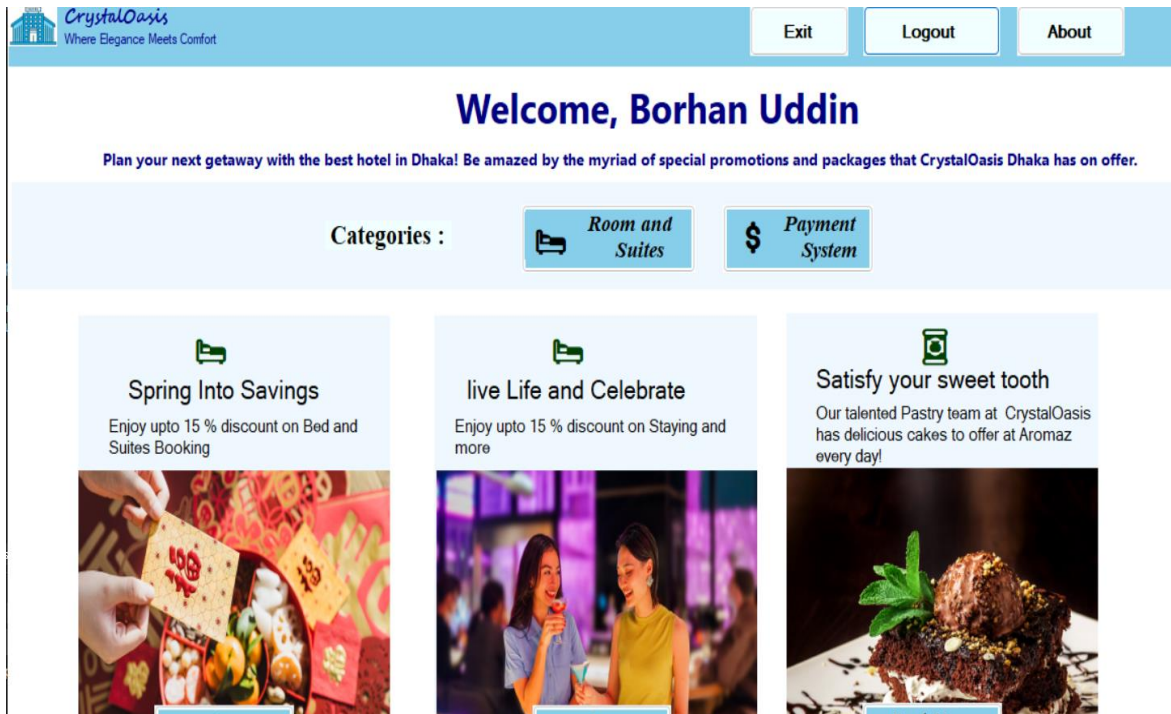 CrystalOasis
Where Elegance Meets Comfort
Exit
Logout
About
Welcome, Borhan Uddin
Plan your next getaway with the best hotel in Dhaka! Be amazed by the myriad of special promotions and packages that CrystalOasis Dhaka has on offer.
Categories :
Room and
Suites
$
Payment
System
Spring Into Savings
Enjoy upto 15 % discount on Bed and
Suites Booking
live Life and Celebrate
Enjoy upto 15 % discount on Staying and
more
Satisfy your sweet tooth
Our talented Pastry team at CrystalOasis
has delicious cakes to offer at Aromaz
every day!
福